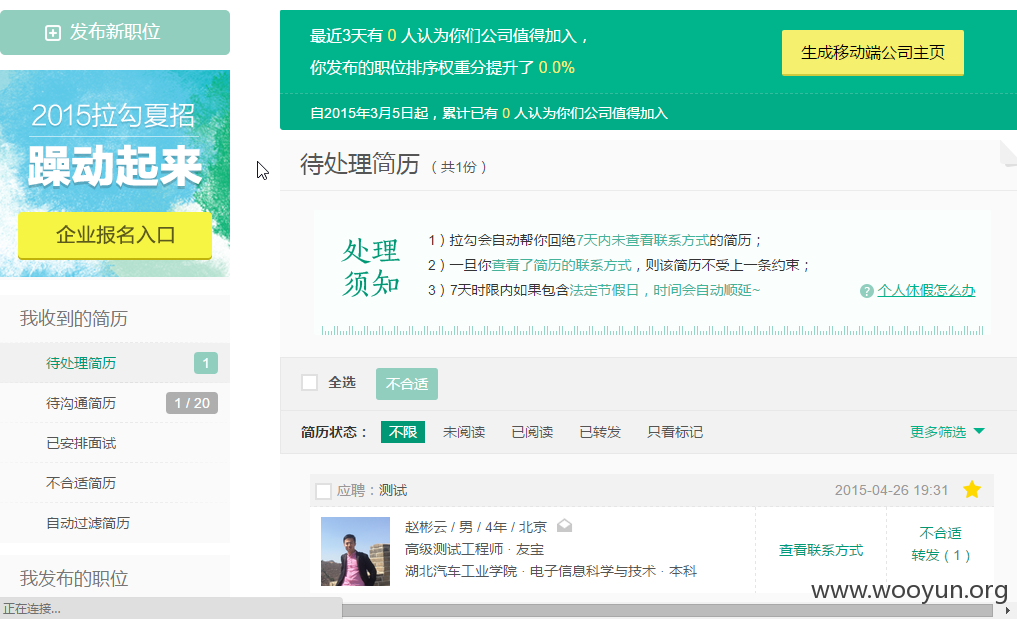 发布新职位
2015拉勾夏招
躁动起来
企业报名入口
我收到的简历
待处理简历 1
待沟通简历 1 / 20
已安排面试
不合适简历
自动过滤简历
我发布的职位
正在连接...
最近3天有 0 人认为你们公司值得加入，
你发布的职位排序权重分提升了 0.0%
生成移动端公司主页
自2015年3月5日起，累计已有 0 人认为你们公司值得加入
待处理简历 （共1份）
处理
须知
1）拉勾会自动帮你回绝7天内未查看联系方式的简历；
2）一旦你查看了简历的联系方式，则该简历不受上一条约束；
3）7天时限内如果包含法定节假日，时间会自动顺延~
? 个人休假怎么办
全选 不合适
简历状态： 不限 未阅读 已阅读 已转发 只看标记 更多筛选
应聘：测试 2015-04-26 19:31
赵彬云 / 男 / 4年 / 北京
高级测试工程师 · 友宝
湖北汽车工业学院 · 电子信息科学与技术 · 本科
查看联系方式
不合适
转发（1）
www.wooyun.org